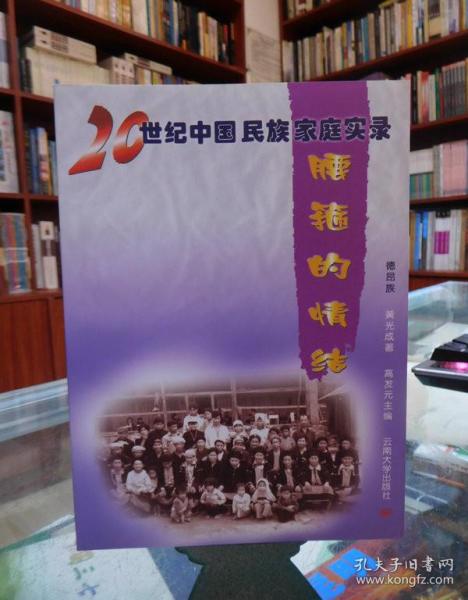 20世纪中国民族家庭实录
腰箍的情结
德昂族 黄光成著 高发元主编 云南大学出版社
孔夫子旧书网
www.kongfz.com